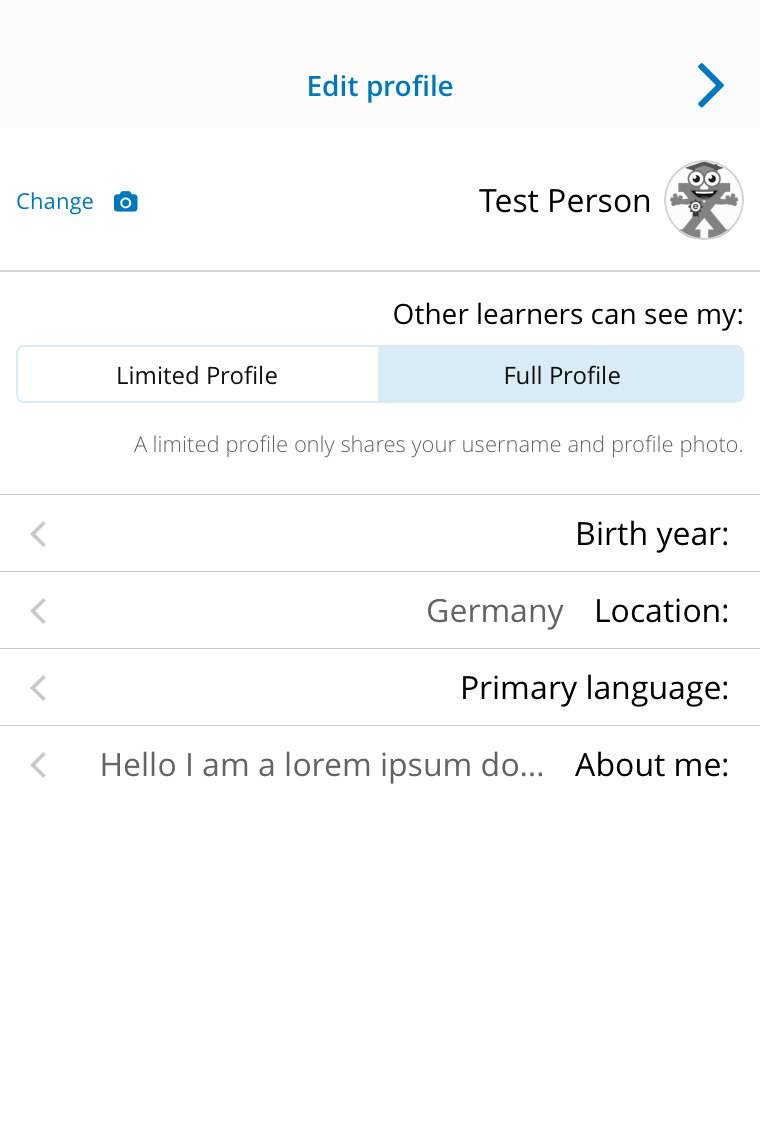 Edit profile
Change
Test Person
Other learners can see my:
Limited Profile
Full Profile
A limited profile only shares your username and profile photo.
Birth year:
Location: Germany
Primary language:
About me: Hello I am a lorem ipsum do...